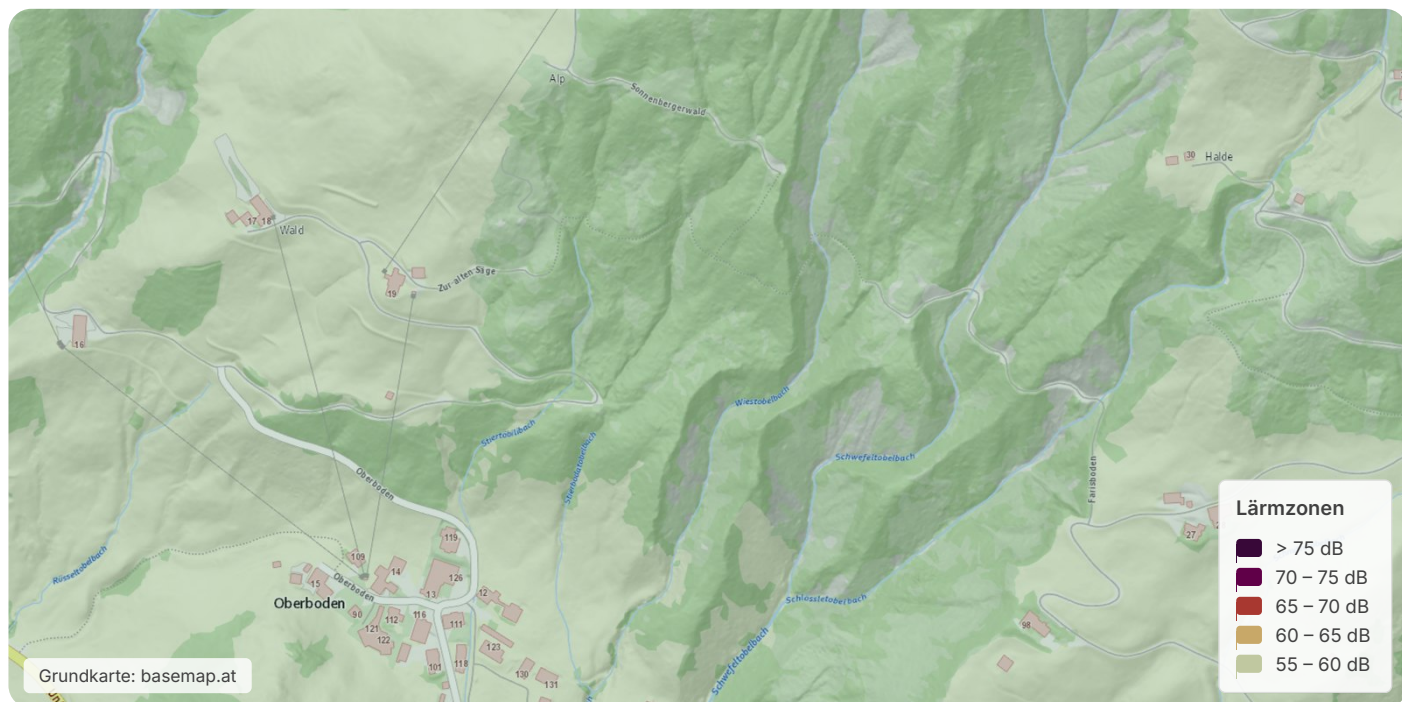 Alp
Sonnenbergerwald
30
Halde
17
18
Wald
19
Zur alten Säge
16
Wiestobelbach
Stiertobelbach
Stierbodatobelbach
Schwefeltobelbach
Oberboden
Farisboden
Lärmzonen
> 75 dB
70 – 75 dB
65 – 70 dB
60 – 65 dB
55 – 60 dB
27
119
109
Rüsseltobelbach
14
126
15
Oberboden
13
12
Oberboden
90
112
116
111
121
122
123
98
Schlössletobelbach
Schwefeltobelbach
101
118
130
131
Grundkarte: basemap.at